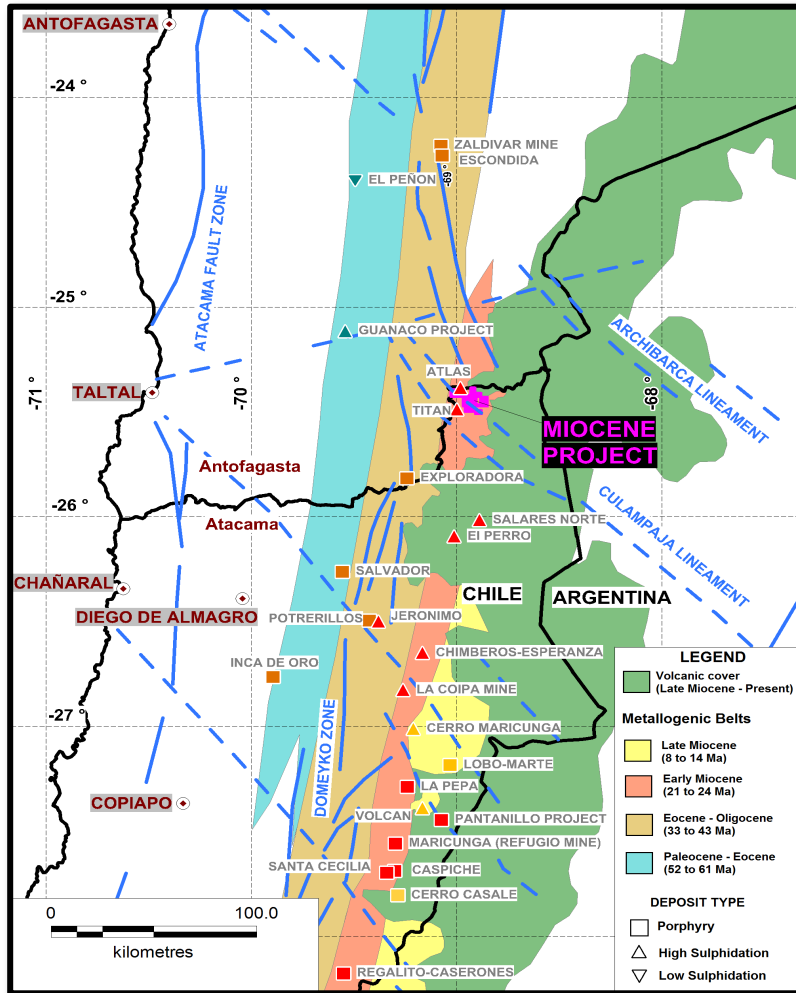 ANTOFAGASTA
-24 °
ZALDIVAR MINE
ESCONDIDA
-69 °
EL PEÑON
ATACAMA FAULT ZONE
-25 °
GUANACO PROJECT
ARCHIBARCA LINEAMENT
-71 °
-70 °
-68 °
TALTAL
ATLAS
TITAN
MIOCENE
PROJECT
Antofagasta
EXPLORADORA
-26 °
Atacama
SALARES NORTE
El PERRO
CULAMPAJA LINEAMENT
SALVADOR
CHAÑARAL
CHILE
ARGENTINA
DIEGO DE ALMAGRO
POTRERILLOS
JERONIMO
INCA DE ORO
CHIMBEROS-ESPERANZA
LA COIPA MINE
-27 °
CERRO MARICUNGA
DOMEYKO ZONE
LOBO-MARTE
LA PEPA
COPIAPO
VOLCAN
PANTANILLO PROJECT
MARICUNGA (REFUGIO MINE)
SANTA CECILIA
CASPICHE
CERRO CASALE
REGALITO-CASERONES
0
100.0
kilometres
LEGEND
Volcanic cover
(Late Miocene - Present)
Metallogenic Belts
Late Miocene
(8 to 14 Ma)
Early Miocene
(21 to 24 Ma)
Eocene - Oligocene
(33 to 43 Ma)
Paleocene - Eocene
(52 to 61 Ma)
DEPOSIT TYPE
Porphyry
High Sulphidation
Low Sulphidation